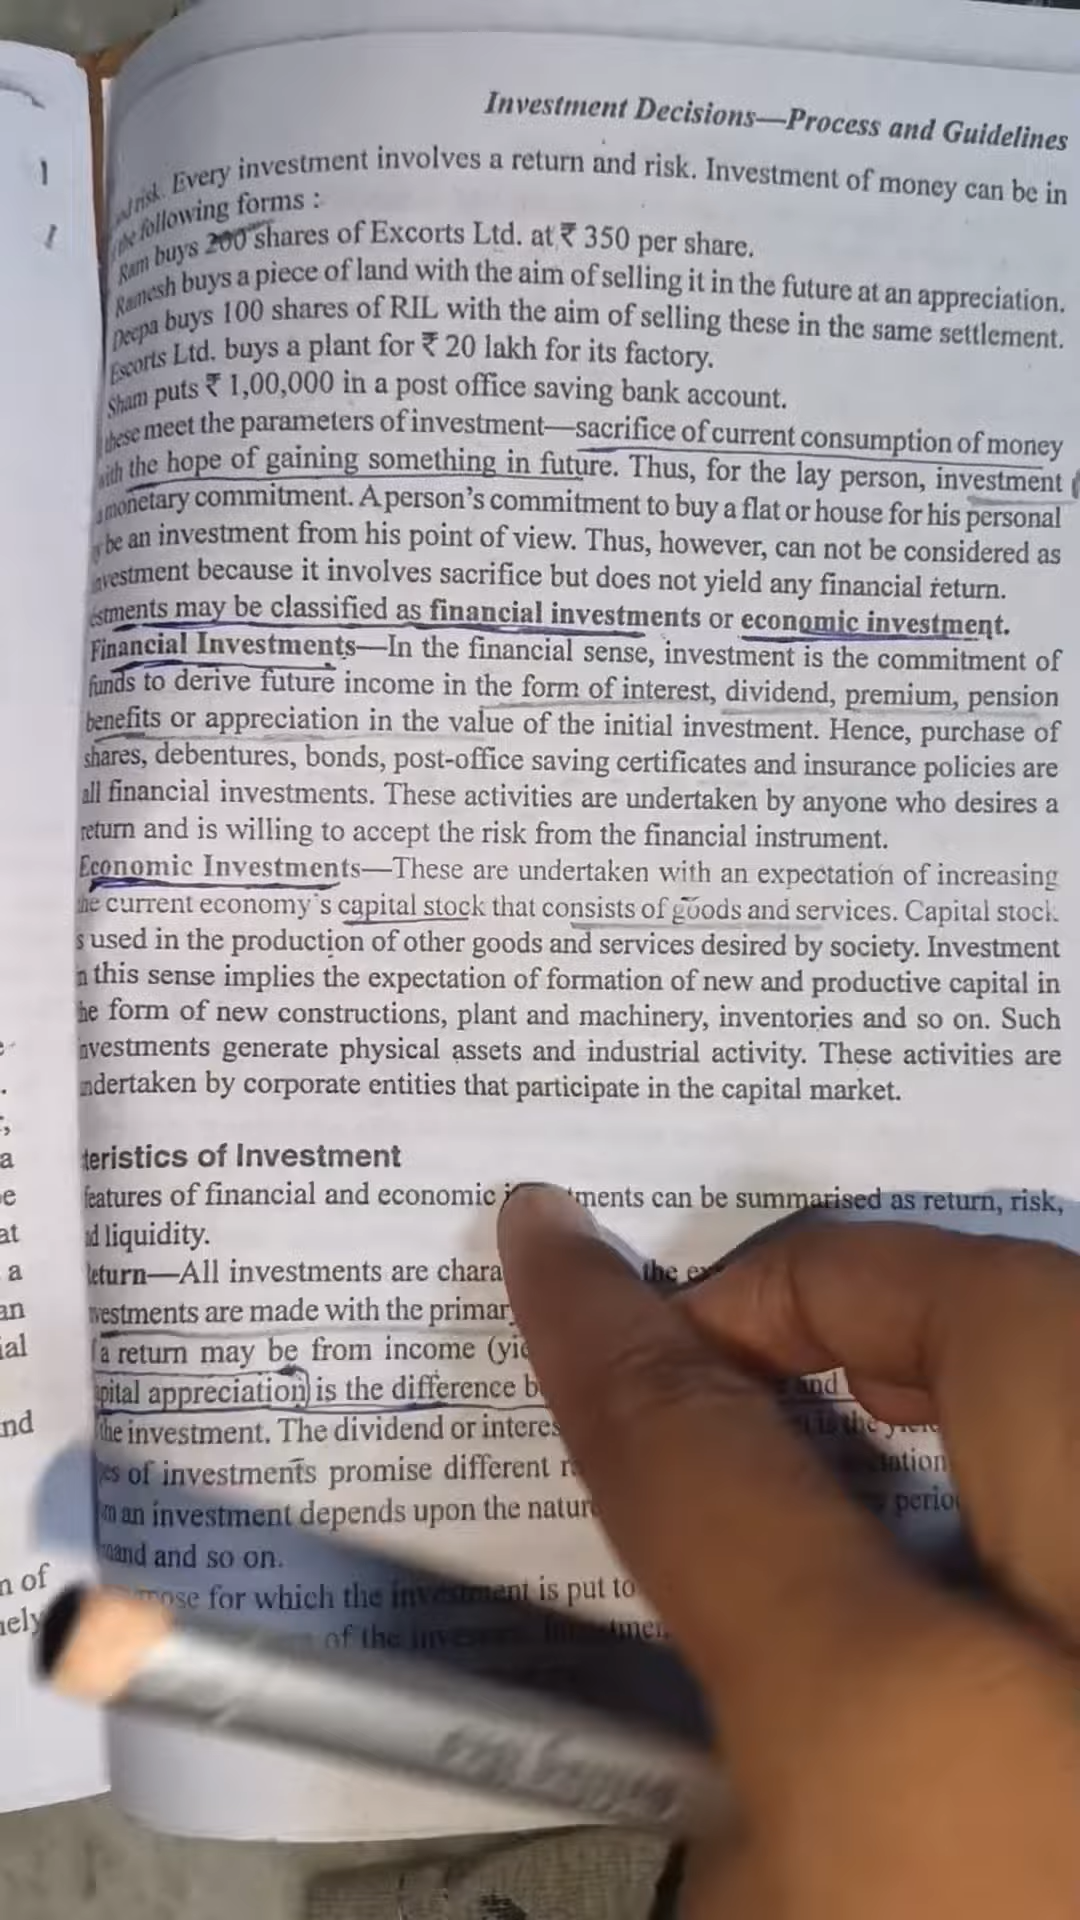 Investment Decisions—Process and Guidelines
risk. Every investment involves a return and risk. Investment of money can be in
the following forms :
Ram buys 200 shares of Excorts Ltd. at ₹ 350 per share.
Ramesh buys a piece of land with the aim of selling it in the future at an appreciation.
Deepa buys 100 shares of RIL with the aim of selling these in the same settlement.
Escorts Ltd. buys a plant for ₹ 20 lakh for its factory.
Sham puts ₹ 1,00,000 in a post office saving bank account.
these meet the parameters of investment—sacrifice of current consumption of money
with the hope of gaining something in future. Thus, for the lay person, investment
a monetary commitment. A person's commitment to buy a flat or house for his personal
be an investment from his point of view. Thus, however, can not be considered as
nvestment because it involves sacrifice but does not yield any financial return.
estments may be classified as financial investments or economic investment.
Financial Investments—In the financial sense, investment is the commitment of
funds to derive future income in the form of interest, dividend, premium, pension
benefits or appreciation in the value of the initial investment. Hence, purchase of
shares, debentures, bonds, post-office saving certificates and insurance policies are
all financial investments. These activities are undertaken by anyone who desires a
return and is willing to accept the risk from the financial instrument.
Economic Investments—These are undertaken with an expectation of increasing
the current economy's capital stock that consists of goods and services. Capital stock
s used in the production of other goods and services desired by society. Investment
n this sense implies the expectation of formation of new and productive capital in
he form of new constructions, plant and machinery, inventories and so on. Such
nvestments generate physical assets and industrial activity. These activities are
ndertaken by corporate entities that participate in the capital market.
teristics of Investment
features of financial and economic tments can be summarised as return, risk,
d liquidity.
eturn—All investments are chara the
vestments are made with the primar
a return may be from income (yie
pital appreciation) is the difference b and
the investment. The dividend or interes is the
es of investments promise different
m an investment depends upon the natur perio
mand and so on.
pose for which the investment is put to
of the